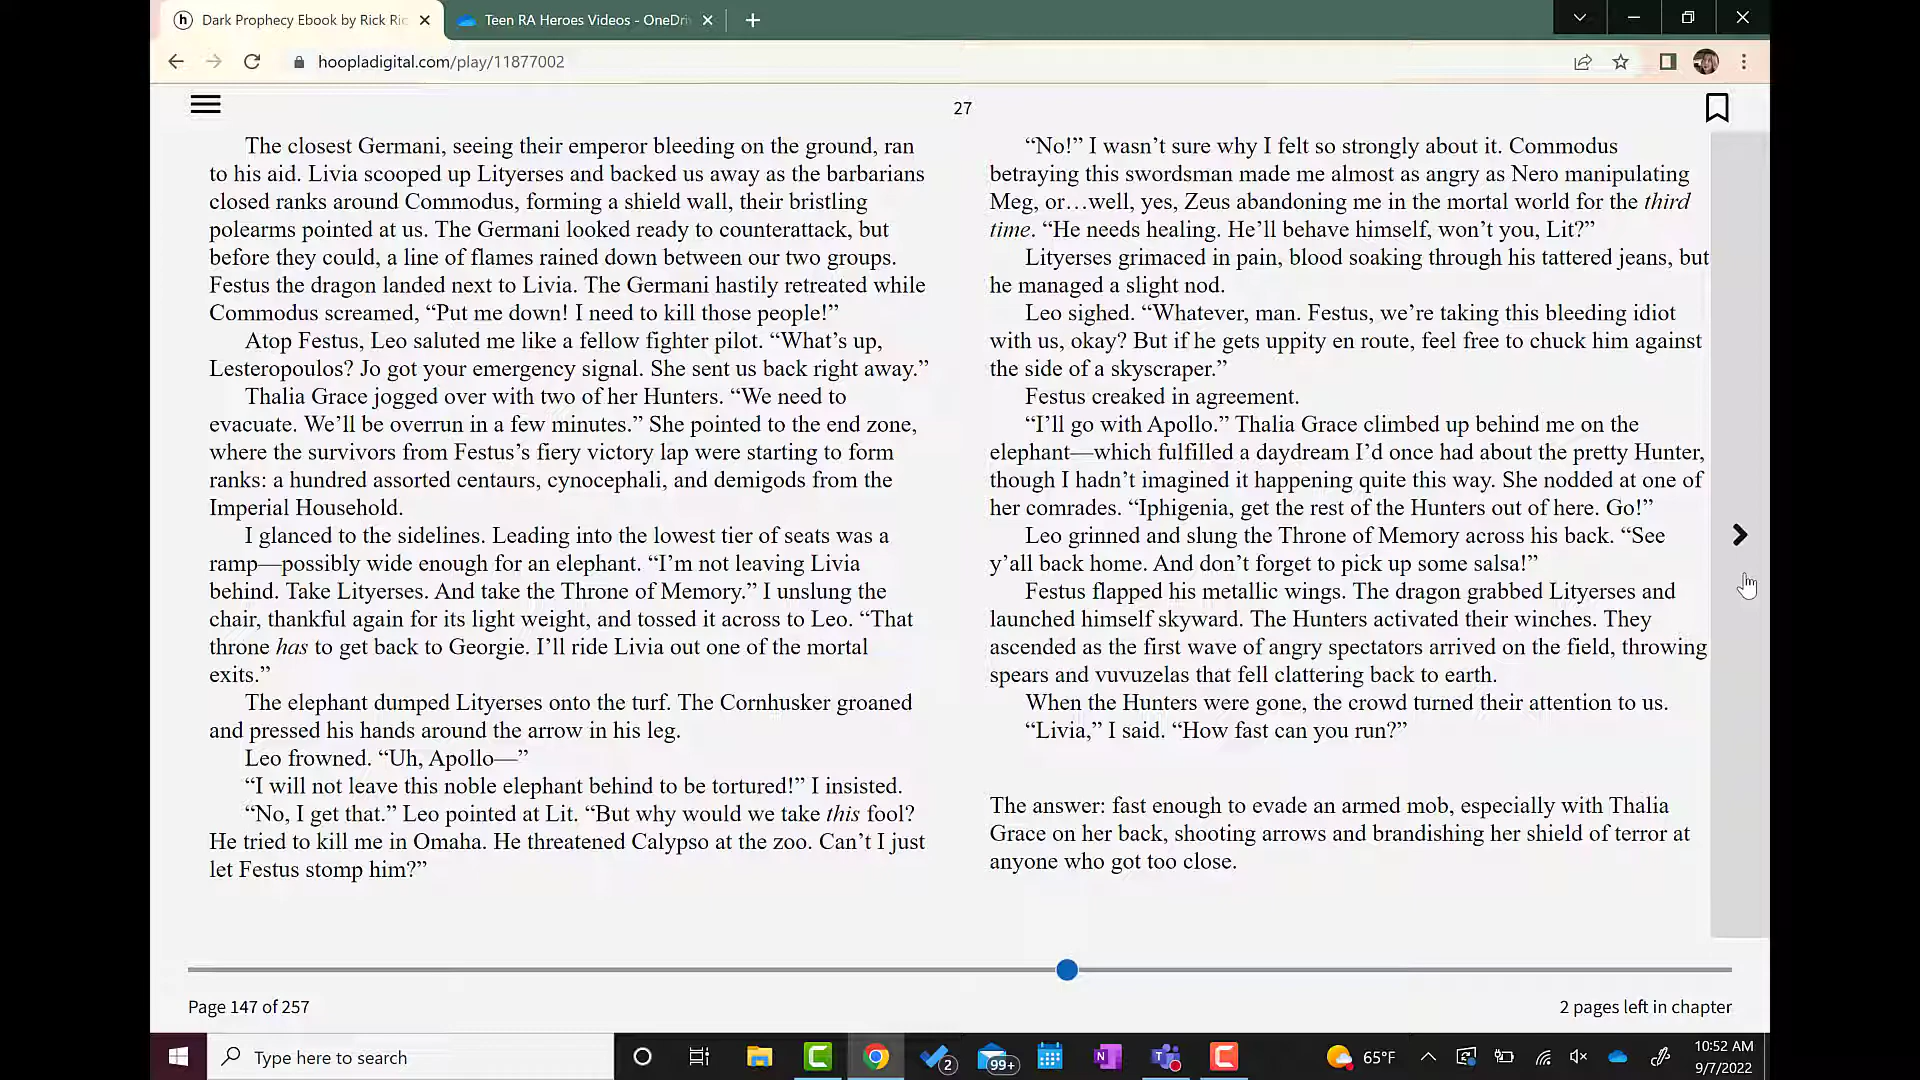 Dark Prophecy Ebook by Rick Ric
Teen RA Heroes Videos - OneDri
hoopladigital.com/play/11877002
27
The closest Germani, seeing their emperor bleeding on the ground, ran
to his aid. Livia scooped up Lityerses and backed us away as the barbarians
closed ranks around Commodus, forming a shield wall, their bristling
polearms pointed at us. The Germani looked ready to counterattack, but
before they could, a line of flames rained down between our two groups.
Festus the dragon landed next to Livia. The Germani hastily retreated while
Commodus screamed, “Put me down! I need to kill those people!”
Atop Festus, Leo saluted me like a fellow fighter pilot. “What’s up,
Lesteropoulos? Jo got your emergency signal. She sent us back right away.”
Thalia Grace jogged over with two of her Hunters. “We need to
evacuate. We’ll be overrun in a few minutes.” She pointed to the end zone,
where the survivors from Festus’s fiery victory lap were starting to form
ranks: a hundred assorted centaurs, cynocephali, and demigods from the
Imperial Household.
I glanced to the sidelines. Leading into the lowest tier of seats was a
ramp—possibly wide enough for an elephant. “I’m not leaving Livia
behind. Take Lityerses. And take the Throne of Memory.” I unslung the
chair, thankful again for its light weight, and tossed it across to Leo. “That
throne has to get back to Georgie. I’ll ride Livia out one of the mortal
exits.”
The elephant dumped Lityerses onto the turf. The Cornhusker groaned
and pressed his hands around the arrow in his leg.
Leo frowned. “Uh, Apollo—”
“I will not leave this noble elephant behind to be tortured!” I insisted.
“No, I get that.” Leo pointed at Lit. “But why would we take this fool?
He tried to kill me in Omaha. He threatened Calypso at the zoo. Can’t I just
let Festus stomp him?”
“No!” I wasn’t sure why I felt so strongly about it. Commodus
betraying this swordsman made me almost as angry as Nero manipulating
Meg, or…well, yes, Zeus abandoning me in the mortal world for the third
time. “He needs healing. He’ll behave himself, won’t you, Lit?”
Lityerses grimaced in pain, blood soaking through his tattered jeans, but
he managed a slight nod.
Leo sighed. “Whatever, man. Festus, we’re taking this bleeding idiot
with us, okay? But if he gets uppity en route, feel free to chuck him against
the side of a skyscraper.”
Festus creaked in agreement.
“I’ll go with Apollo.” Thalia Grace climbed up behind me on the
elephant—which fulfilled a daydream I’d once had about the pretty Hunter,
though I hadn’t imagined it happening quite this way. She nodded at one of
her comrades. “Iphigenia, get the rest of the Hunters out of here. Go!”
Leo grinned and slung the Throne of Memory across his back. “See
y’all back home. And don’t forget to pick up some salsa!”
Festus flapped his metallic wings. The dragon grabbed Lityerses and
launched himself skyward. The Hunters activated their winches. They
ascended as the first wave of angry spectators arrived on the field, throwing
spears and vuvuzelas that fell clattering back to earth.
When the Hunters were gone, the crowd turned their attention to us.
“Livia,” I said. “How fast can you run?”
The answer: fast enough to evade an armed mob, especially with Thalia
Grace on her back, shooting arrows and brandishing her shield of terror at
anyone who got too close.
Page 147 of 257
2 pages left in chapter
Type here to search
2
99+
65°F
10:52 AM
9/7/2022